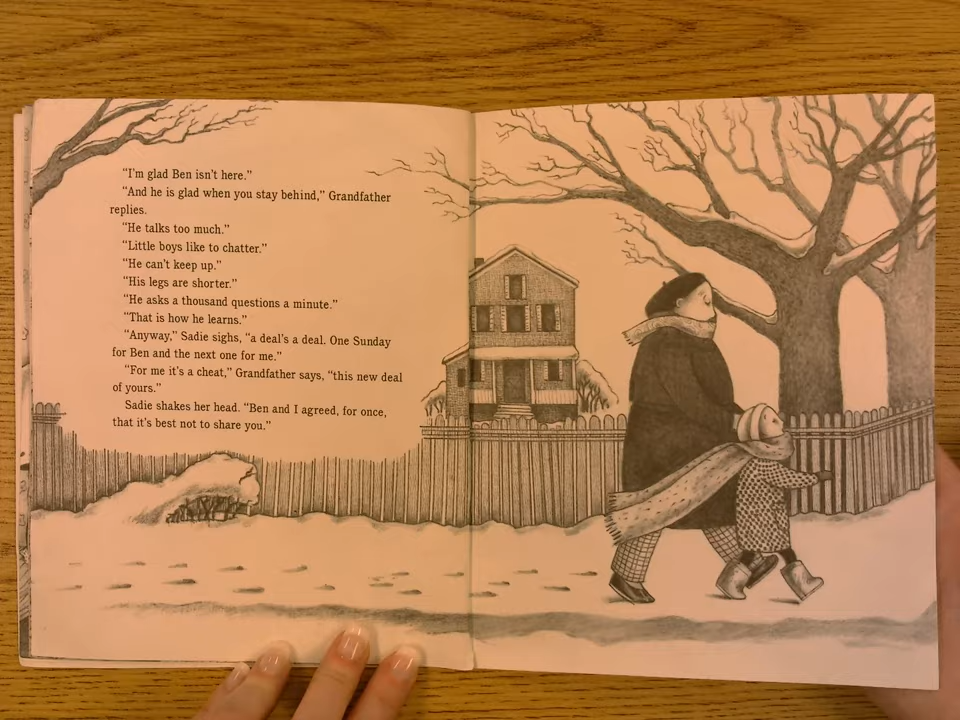 “I’m glad Ben isn’t here.”
“And he is glad when you stay behind,” Grandfather
replies.
“He talks too much.”
“Little boys like to chatter.”
“He can’t keep up.”
“His legs are shorter.”
“He asks a thousand questions a minute.”
“That is how he learns.”
“Anyway,” Sadie sighs, “a deal’s a deal. One Sunday
for Ben and the next one for me.”
“For me it’s a cheat,” Grandfather says, “this new deal
of yours.”
Sadie shakes her head. “Ben and I agreed, for once,
that it’s best not to share you.”